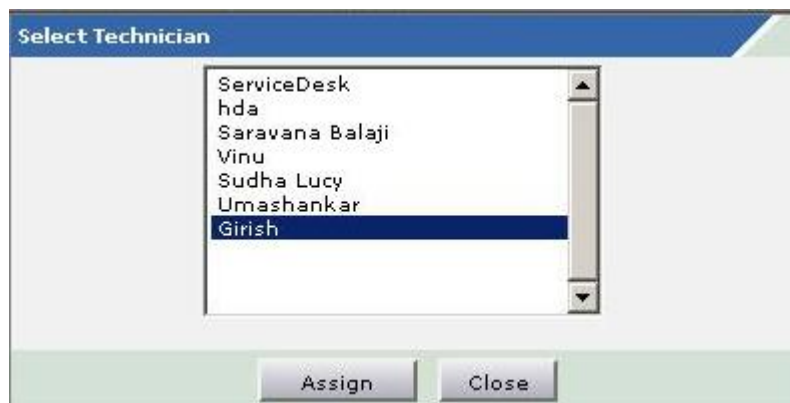 Select Technician
ServiceDesk
hda
Saravana Balaji
Vinu
Sudha Lucy
Umashankar
Girish
Assign Close